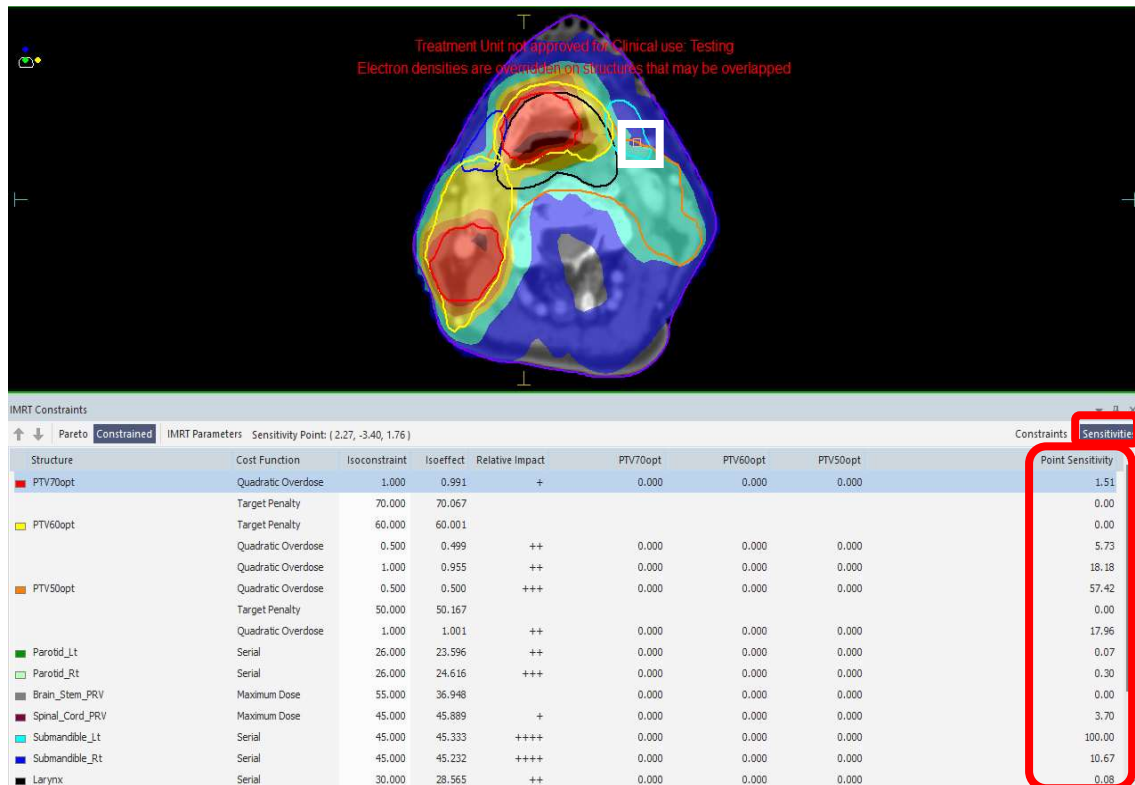 Treatment Unit not approved for Clinical use: Testing
Electron densities are overridden on structures that may be overlapped
IMRT Constraints
Pareto Constrained IMRT Parameters Sensitivity Point: ( 2.27, -3.40, 1.76 ) Constraints Sensitivities
Structure Cost Function Isoconstraint Isoeffect Relative Impact PTV70opt PTV60opt PTV50opt Point Sensitivity
PTV70opt Quadratic Overdose 1.000 0.991 + 0.000 0.000 0.000 1.51
Target Penalty 70.000 70.067 0.00
PTV60opt Target Penalty 60.000 60.001 0.00
Quadratic Overdose 0.500 0.499 ++ 0.000 0.000 0.000 5.73
Quadratic Overdose 1.000 0.955 ++ 0.000 0.000 0.000 18.18
PTV50opt Quadratic Overdose 0.500 0.500 +++ 0.000 0.000 0.000 57.42
Target Penalty 50.000 50.167 0.00
Quadratic Overdose 1.000 1.001 ++ 0.000 0.000 0.000 17.96
Parotid_Lt Serial 26.000 23.596 ++ 0.000 0.000 0.000 0.07
Parotid_Rt Serial 26.000 24.616 +++ 0.000 0.000 0.000 0.30
Brain_Stem_PRV Maximum Dose 55.000 36.948 0.000 0.000 0.000 0.00
Spinal_Cord_PRV Maximum Dose 45.000 45.889 + 0.000 0.000 0.000 3.70
Submandible_Lt Serial 45.000 45.333 ++++ 0.000 0.000 0.000 100.00
Submandible_Rt Serial 45.000 45.232 ++++ 0.000 0.000 0.000 10.67
Larynx Serial 30.000 28.565 ++ 0.000 0.000 0.000 0.08